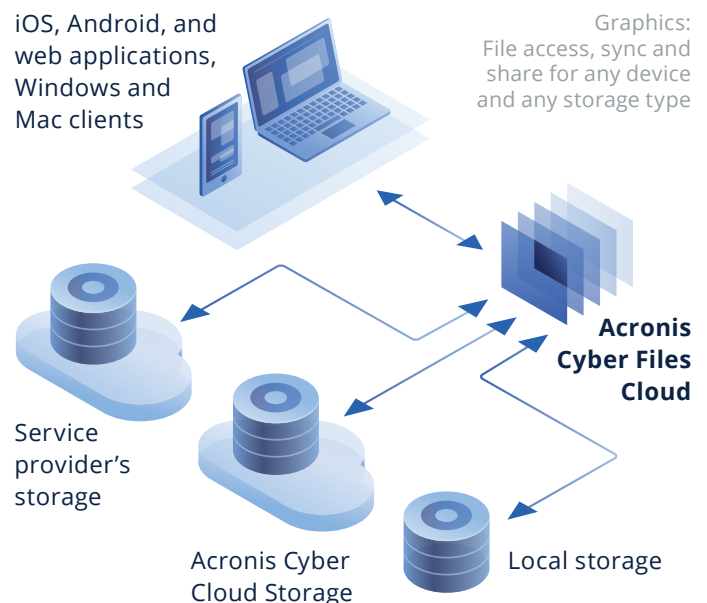 iOS, Android, and
web applications,
Windows and
Mac clients
Graphics:
File access, sync and
share for any device
and any storage type
Acronis
Cyber Files
Cloud
Service
provider’s
storage
Acronis Cyber
Cloud Storage
Local storage